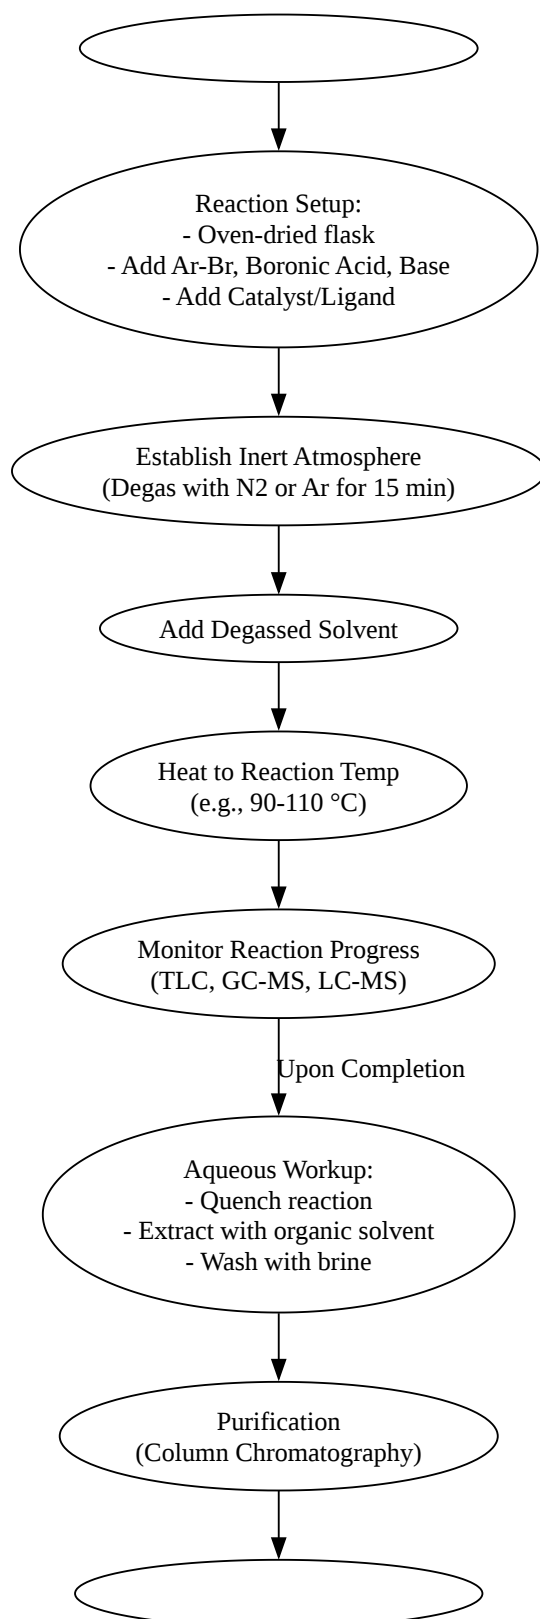 Reaction Setup:
- Oven-dried flask
- Add Ar-Br, Boronic Acid, Base
- Add Catalyst/Ligand
Establish Inert Atmosphere
(Degas with N2 or Ar for 15 min)
Add Degassed Solvent
Heat to Reaction Temp
(e.g., 90-110 °C)
Monitor Reaction Progress
(TLC, GC-MS, LC-MS)
Upon Completion
Aqueous Workup:
- Quench reaction
- Extract with organic solvent
- Wash with brine
Purification
(Column Chromatography)